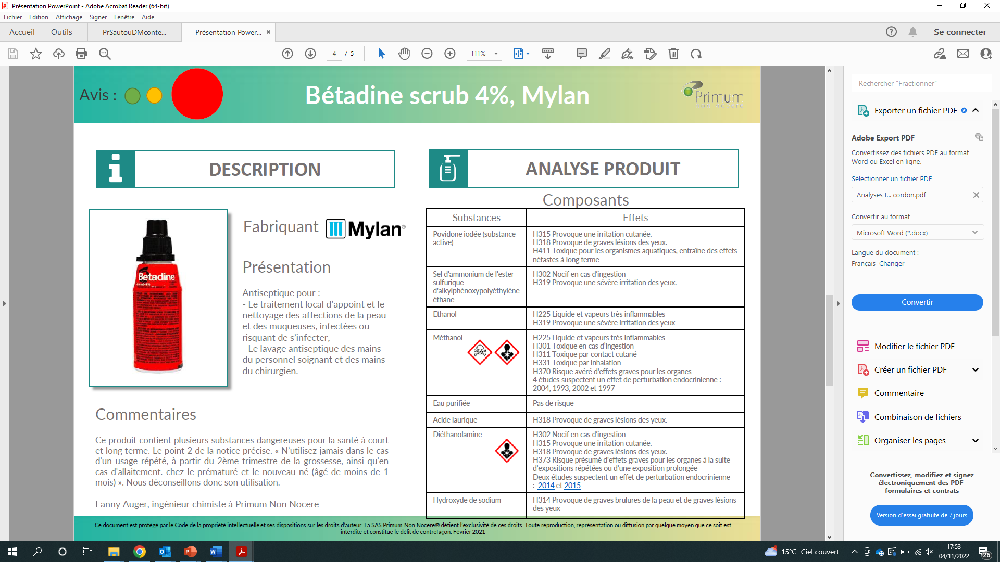 Présentation PowerPoint - Adobe Acrobat Reader (64-bit)
Fichier Edition Affichage Signer Fenêtre Aide
Accueil Outils PrSautouDMconte... Présentation Power... Se connecter
4 / 5 111%
Avis :
Bétadine scrub 4%, Mylan
Primum
non nocere
DESCRIPTION
Fabriquant Mylan®
Betadine
Présentation
Antiseptique pour :
- Le traitement local d’appoint et le
nettoyage des affections de la peau
et des muqueuses, infectées ou
risquant de s’infecter,
- Le lavage antiseptique des mains
du personnel soignant et des mains
du chirurgien.
Commentaires
Ce produit contient plusieurs substances dangereuses pour la santé à court
et long terme. Le point 2 de la notice précise. « N’utilisez jamais dans le cas
d'un usage répété, à partir du 2ème trimestre de la grossesse, ainsi qu'en
cas d'allaitement. chez le prématuré et le nouveau-né (âgé de moins de 1
mois) ». Nous déconseillons donc son utilisation.
Fanny Auger, ingénieur chimiste à Primum Non Nocere
ANALYSE PRODUIT
Composants
Substances Effets
Povidone iodée (substance
active)
H315 Provoque une irritation cutanée.
H318 Provoque de graves lésions des yeux.
H411 Toxique pour les organismes aquatiques, entraîne des effets
néfastes à long terme
Sel d'ammonium de l'ester
sulfurique
d'alkylphénoxypolyéthylène
éthane
H302 Nocif en cas d’ingestion
H319 Provoque une sévère irritation des yeux.
Ethanol
H225 Liquide et vapeurs très inflammables
H319 Provoque une sévère irritation des yeux
Méthanol
H225 Liquide et vapeurs très inflammables
H301 Toxique en cas d’ingestion
H311 Toxique par contact cutané
H331 Toxique par inhalation
H370 Risque avéré d'effets graves pour les organes
4 études suspectent un effet de perturbation endocrinienne :
2004, 1993, 2002 et 1997
Eau purifiée
Pas de risque
Acide laurique
H318 Provoque de graves lésions des yeux.
Diéthanolamine
H302 Nocif en cas d’ingestion
H315 Provoque une irritation cutanée.
H318 Provoque de graves lésions des yeux.
H373 Risque présumé d'effets graves pour les organes à la suite
d'expositions répétées ou d'une exposition prolongée
Deux études suspectent un effet de perturbation endocrinienne
: 2014 et 2015
Hydroxyde de sodium
H314 Provoque de graves brulures de la peau et de graves lésions
des yeux
Ce document est protégé par le Code de la propriété intellectuelle et ses dispositions sur les droits d'auteur. La SAS Primum Non Nocere® détient l'exclusivité de ces droits. Toute reproduction, représentation ou diffusion par quelque moyen que ce soit est
interdite et constitue le délit de contrefaçon. Février 2021
Rechercher "Fractionner"
Exporter un fichier PDF
Adobe Export PDF
Convertissez des fichiers PDF au format
Word ou Excel en ligne.
Sélectionner un fichier PDF
Analyses t... cordon.pdf
Convertir au format
Microsoft Word (*.docx)
Langue du document :
Français Changer
Convertir
Modifier le fichier PDF
Créer un fichier PDF
Commentaire
Combinaison de fichiers
Organiser les pages
Convertissez, modifiez et signez
électroniquement des PDF
formulaires et contrats
Version d'essai gratuite de 7 jours
15°C Ciel couvert
17:53
04/11/2022
26